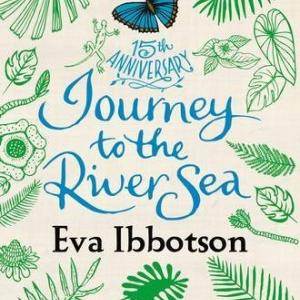 15th
ANNIVERSARY
Journey
to the
River Sea
Eva Ibbotson